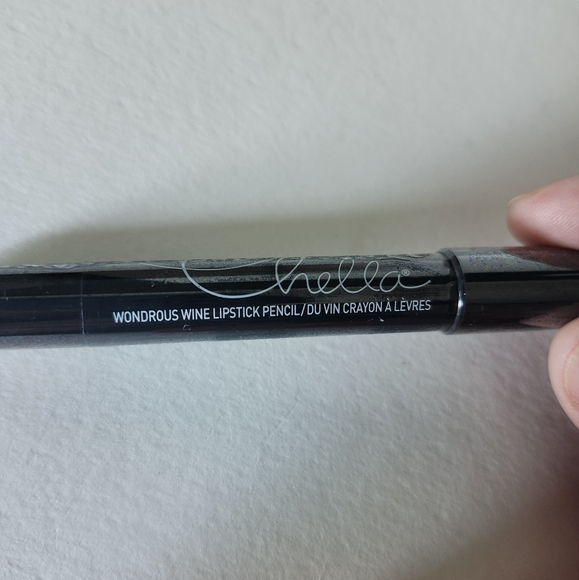 Chella®
WONDROUS WINE LIPSTICK PENCIL/DU VIN CRAYON À LÈVRES